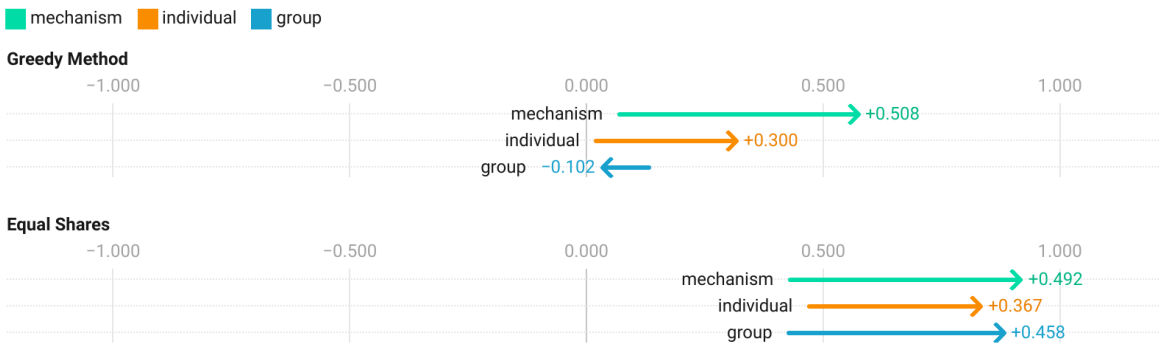 mechanism individual group
Greedy Method
−1.000 −0.500 0.000 0.500 1.000
mechanism +0.508
individual +0.300
group −0.102
Equal Shares
−1.000 −0.500 0.000 0.500 1.000
mechanism +0.492
individual +0.367
group +0.458